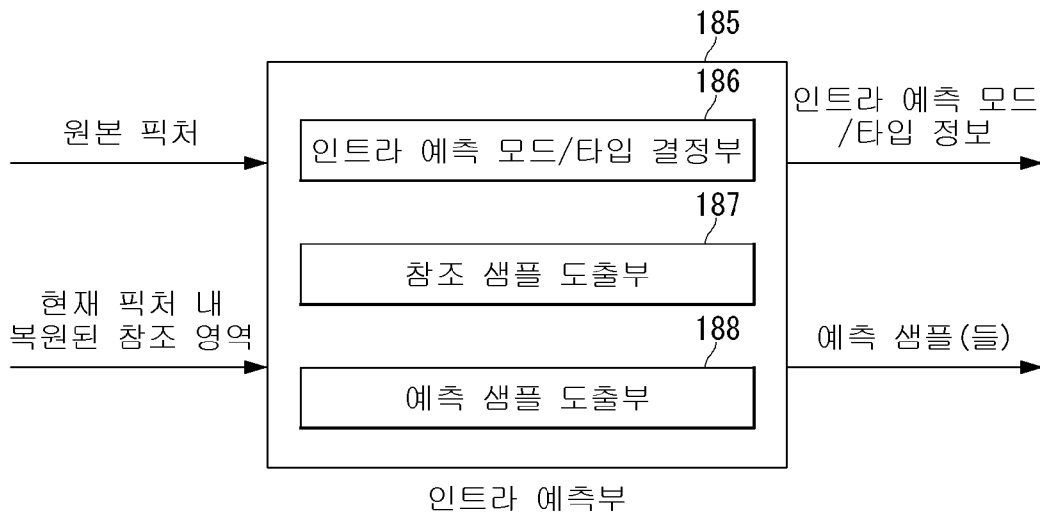 185
186
원본 픽처
인트라 예측 모드/타입 결정부
인트라 예측 모드
/타입 정보
187
참조 샘플 도출부
현재 픽처 내
복원된 참조 영역
188
예측 샘플 도출부
예측 샘플(들)
인트라 예측부